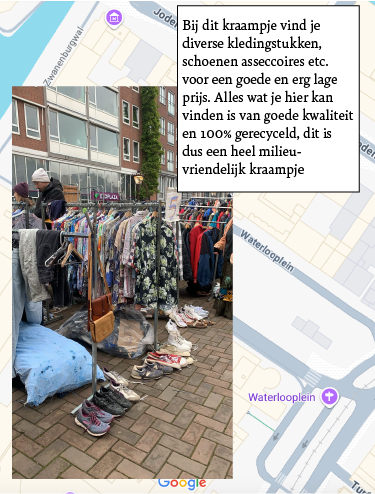 Joden
Zwanenburgwal
Bij dit kraampje vind je
diverse kledingstukken,
schoenen asseccoires etc.
voor een goede en erg lage
prijs. Alles wat je hier kan
vinden is van goede kwaliteit
en 100% gerecyceld, dit is
dus een heel milieu-
vriendelijk kraampje
Waterlooplein
Waterlooplein
Google